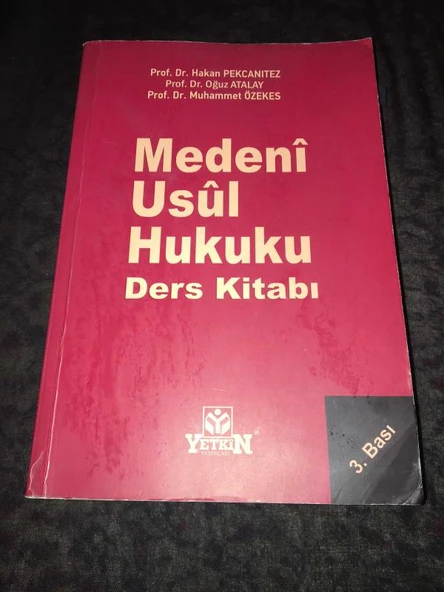 Prof. Dr. Hakan PEKCANITEZ
Prof. Dr. Oğuz ATALAY
Prof. Dr. Muhammet ÖZEKES
Medenî
Usûl
Hukuku
Ders Kitabı
YETKİN
YAYINLARI
3. Bası